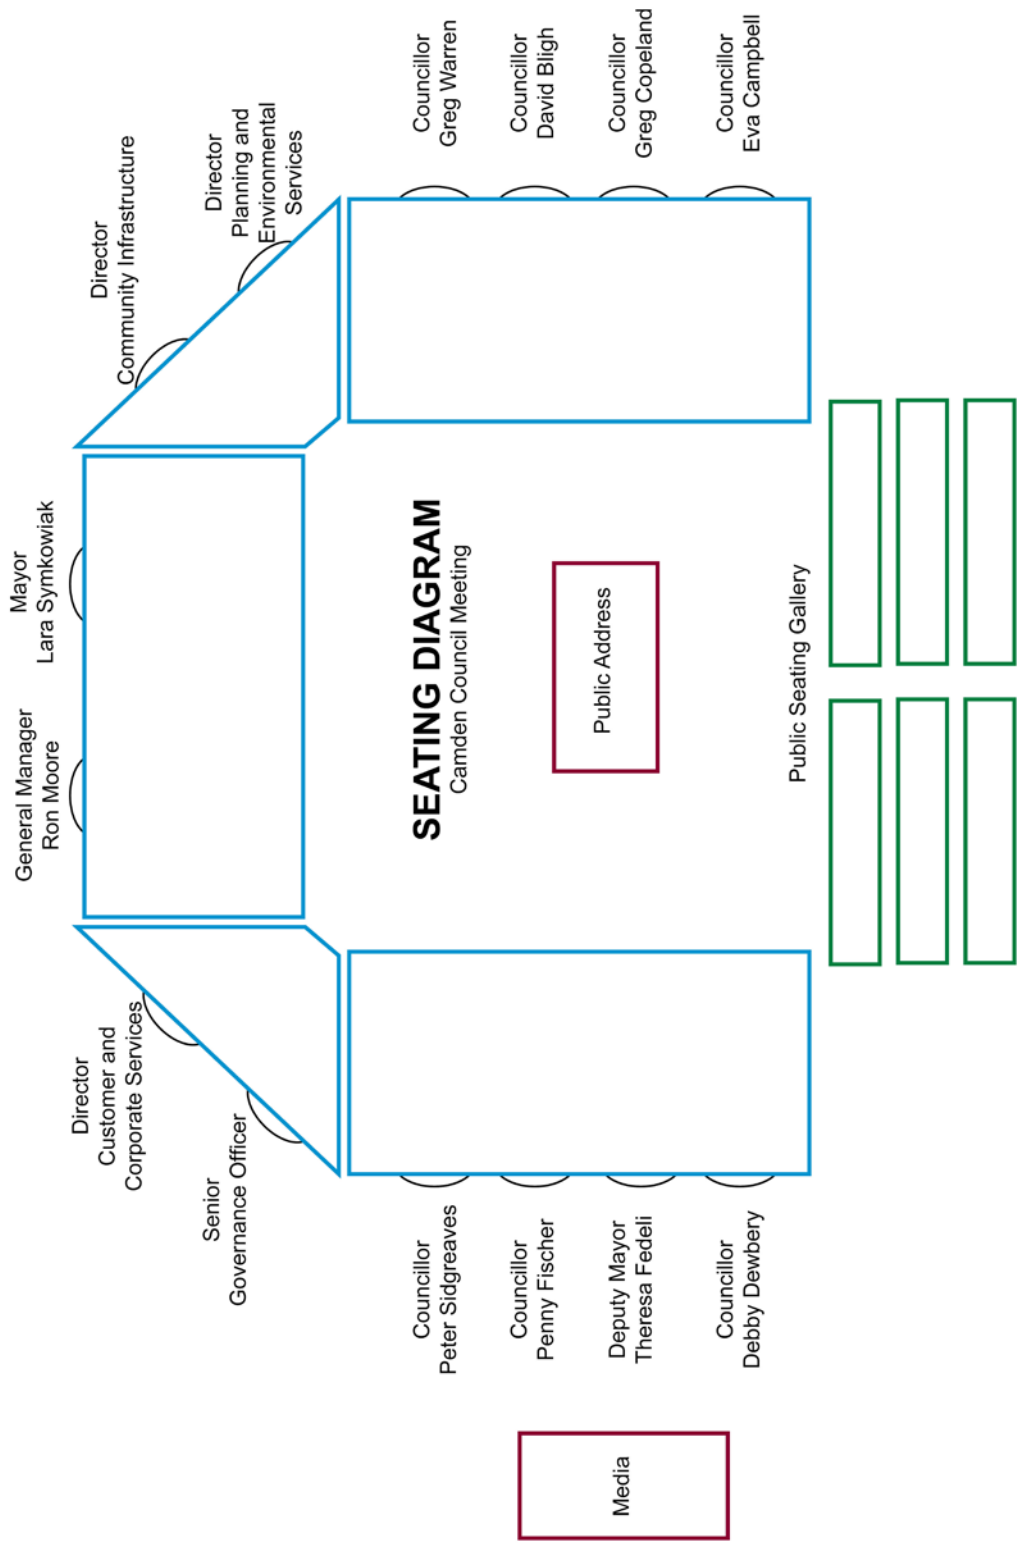 General Manager
Ron Moore
Mayor
Lara Symkowiak
Director
Customer and
Corporate Services
Director
Community Infrastructure
Senior
Governance Officer
Director
Planning and
Environmental
Services
SEATING DIAGRAM
Camden Council Meeting
Councillor
Peter Sidgreaves
Councillor
Greg Warren
Councillor
Penny Fischer
Councillor
David Bligh
Public Address
Media
Deputy Mayor
Theresa Fedeli
Councillor
Greg Copeland
Councillor
Debby Dewbery
Councillor
Eva Campbell
Public Seating Gallery